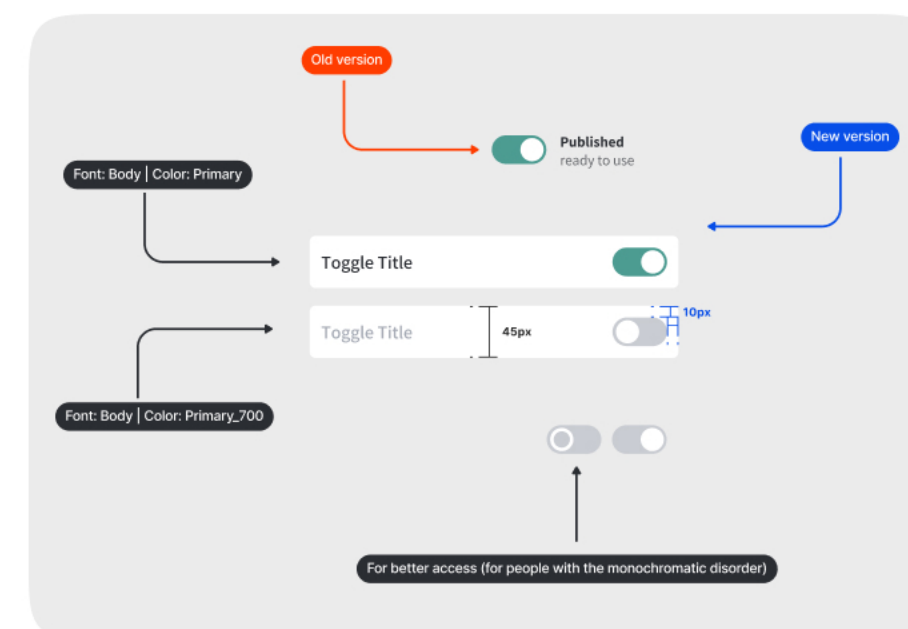 Old version
New version
Published
ready to use
Font: Body | Color: Primary
Toggle Title
Toggle Title
45px
10px
Font: Body | Color: Primary_700
For better access (for people with the monochromatic disorder)